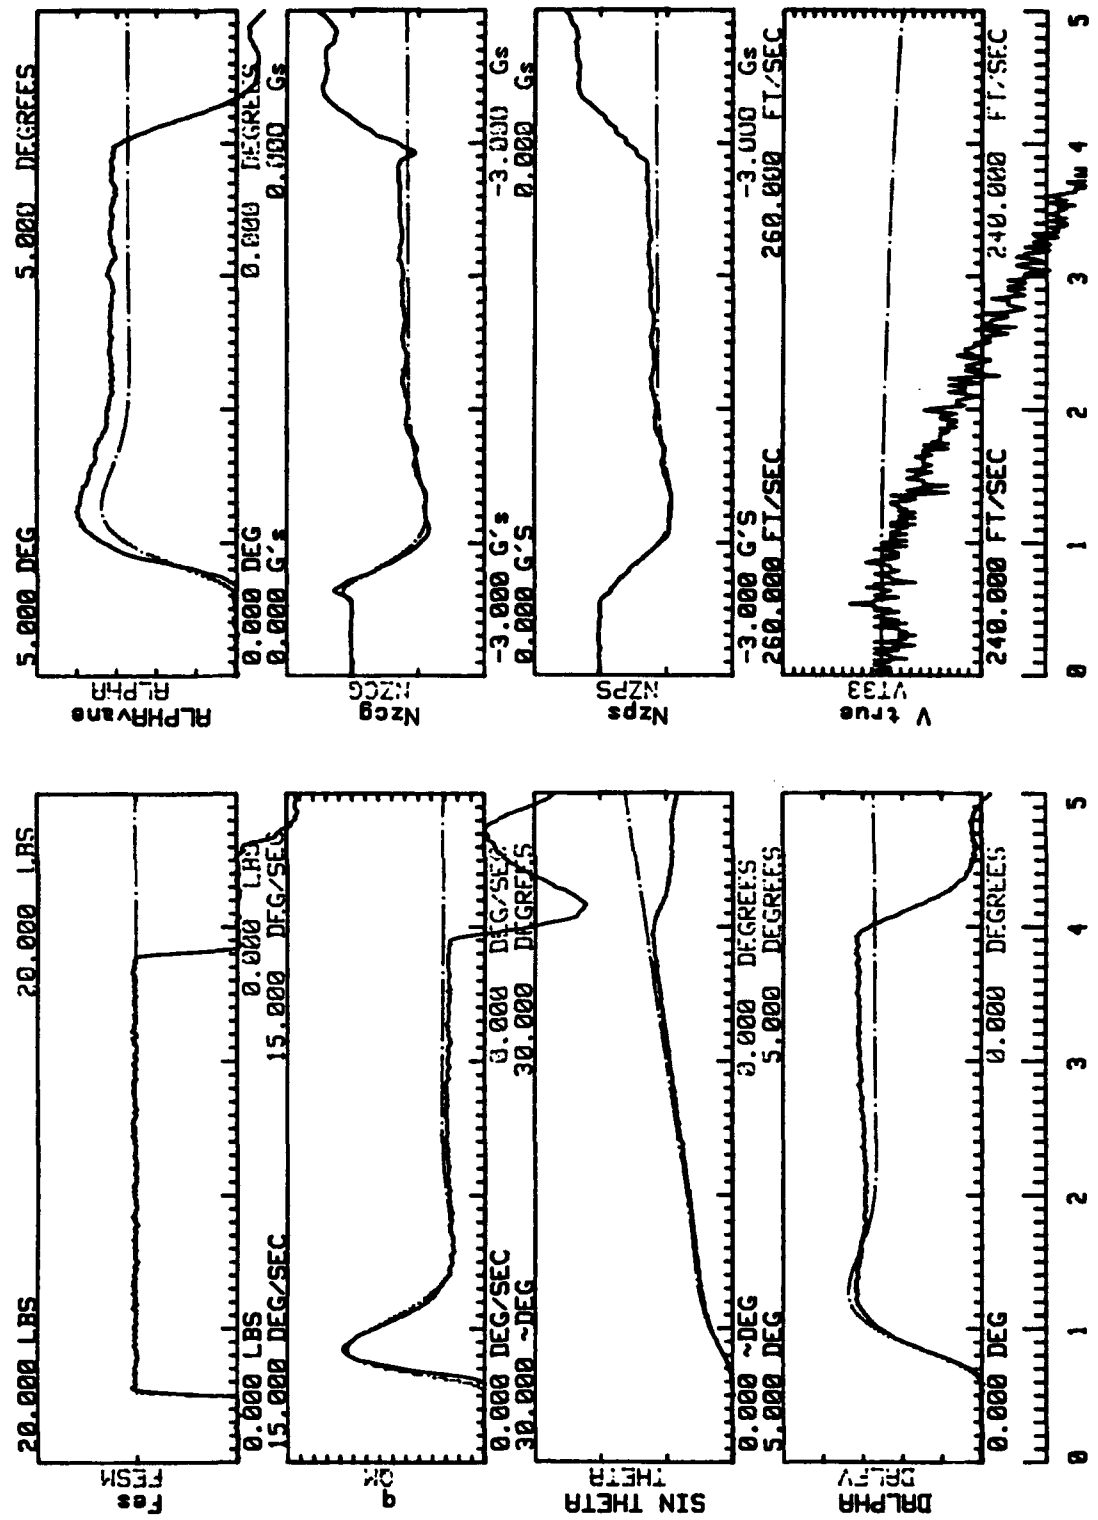 20.000 LBS
20.000 LBS
Fes
FESM
0.000 LBS
0.000 LBS
15.000 DEG/SEC
15.000 DEG/SEC
q
QM
0.000 DEG/SEC
0.000 DEG/SEC
30.000 ~DEG
30.000 DEGREES
SIN THETA
THETA
0.000 ~DEG
0.000 DEGREES
5.000 DEG
5.000 DEGREES
DALPHA
DALFV
0.000 DEG
0.000 DEGREES
0 1 2 3 4 5
5.000 DEG
5.000 DEGREES
ALPHAvane
ALPHA
0.000 DEG
0.000 DEGREES
0.000 G's
0.000 Gs
Nzcg
NZCG
-3.000 G's
-3.000 Gs
0.000 G'S
0.000 Gs
Nzps
NZPS
-3.000 G'S
-3.000 Gs
260.000 FT/SEC
260.000 FT/SEC
V true
VT33
240.000 FT/SEC
240.000 FT/SEC
0 1 2 3 4 5